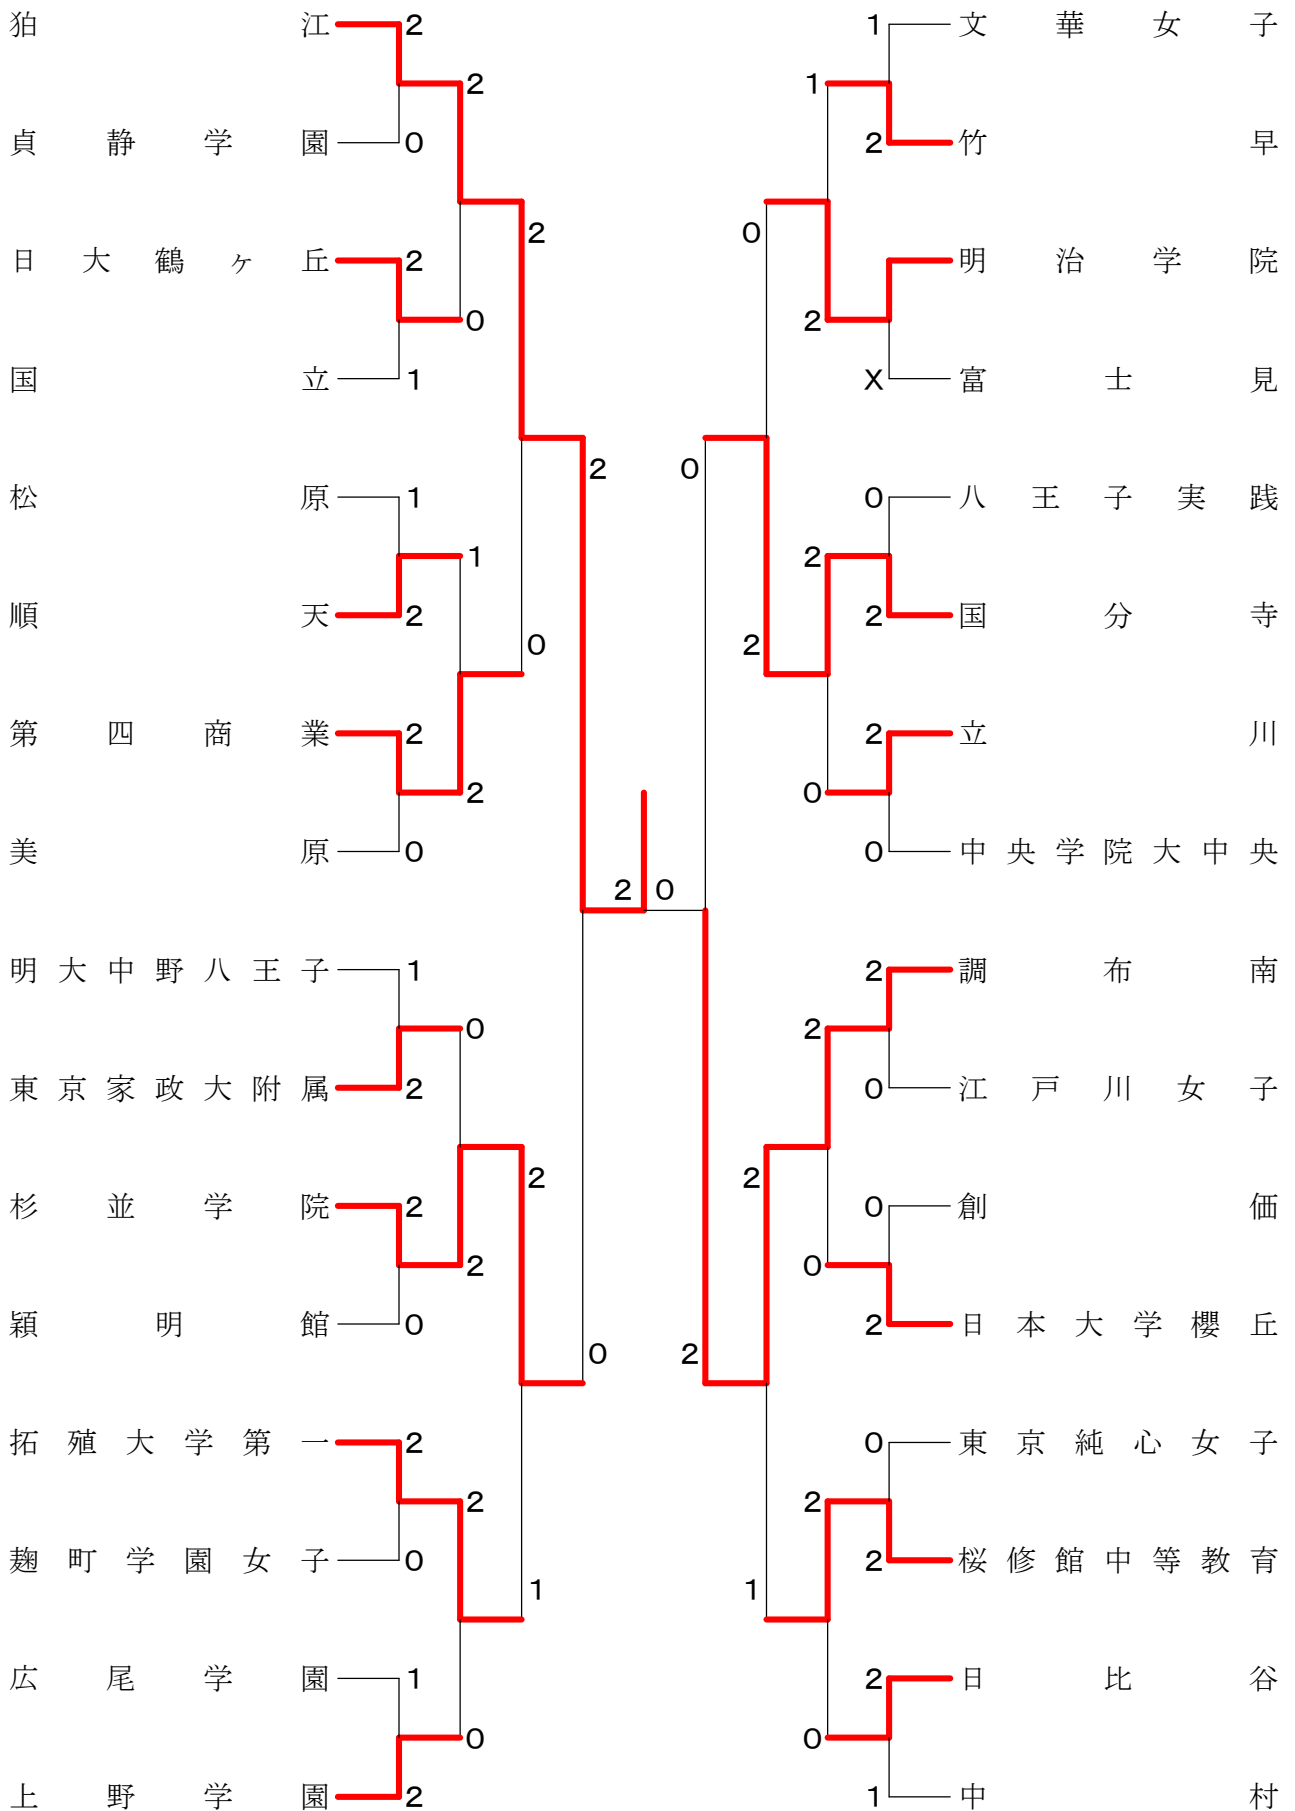 狛江 2 1 文華女子
2 1
貞静学園 0 2 竹早
2 0
日大鶴ヶ丘 2 明治学院
0 2
国立 1 X 富士見
2 0
松原 1 0 八王子実践
1 2
順天 2 2 国分寺
0 2
第四商業 2 2 立川
2 0
美原 0 0 中央学院大中央
2 0
明大中野八王子 1 2 調布南
0 2
東京家政大附属 2 0 江戸川女子
2 2
杉並学院 2 0 創価
2 0
穎明館 0 2 日本大学櫻丘
0 2
拓殖大学第一 2 0 東京純心女子
2 2
麹町学園女子 0 2 桜修館中等教育
1 1
広尾学園 1 2 日比谷
0 0
上野学園 2 1 中村